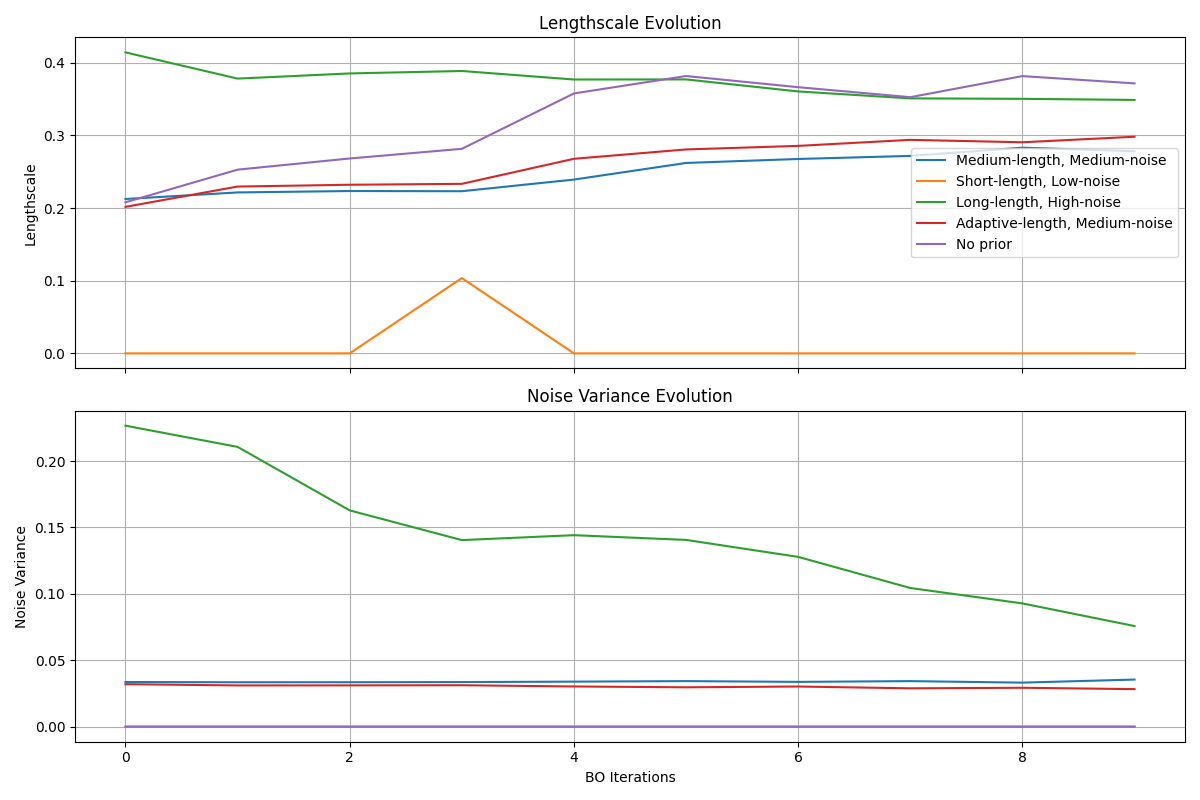 Lengthscale Evolution
Lengthscale
0.4
0.3
0.2
0.1
0.0
Medium-length, Medium-noise
Short-length, Low-noise
Long-length, High-noise
Adaptive-length, Medium-noise
No prior
Noise Variance Evolution
Noise Variance
0.20
0.15
0.10
0.05
0.00
0 2 4 6 8
BO Iterations